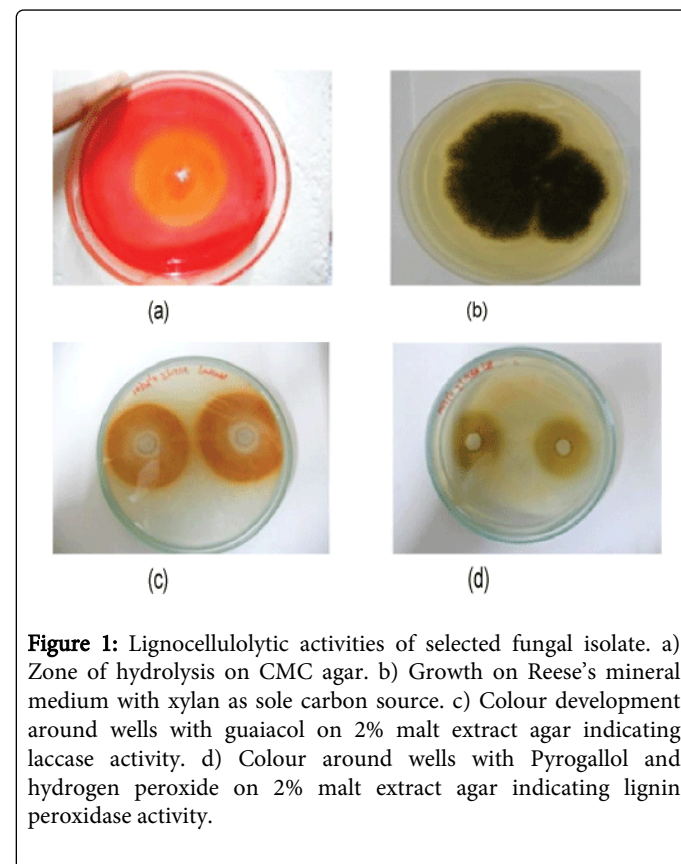 (a)
(b)
(c)
(d)
Figure 1: Lignocellulolytic activities of selected fungal isolate. a)
Zone of hydrolysis on CMC agar. b) Growth on Reese’s mineral
medium with xylan as sole carbon source. c) Colour development
around wells with guaiacol on 2% malt extract agar indicating
laccase activity. d) Colour around wells with Pyrogallol and
hydrogen peroxide on 2% malt extract agar indicating lignin
peroxidase activity.